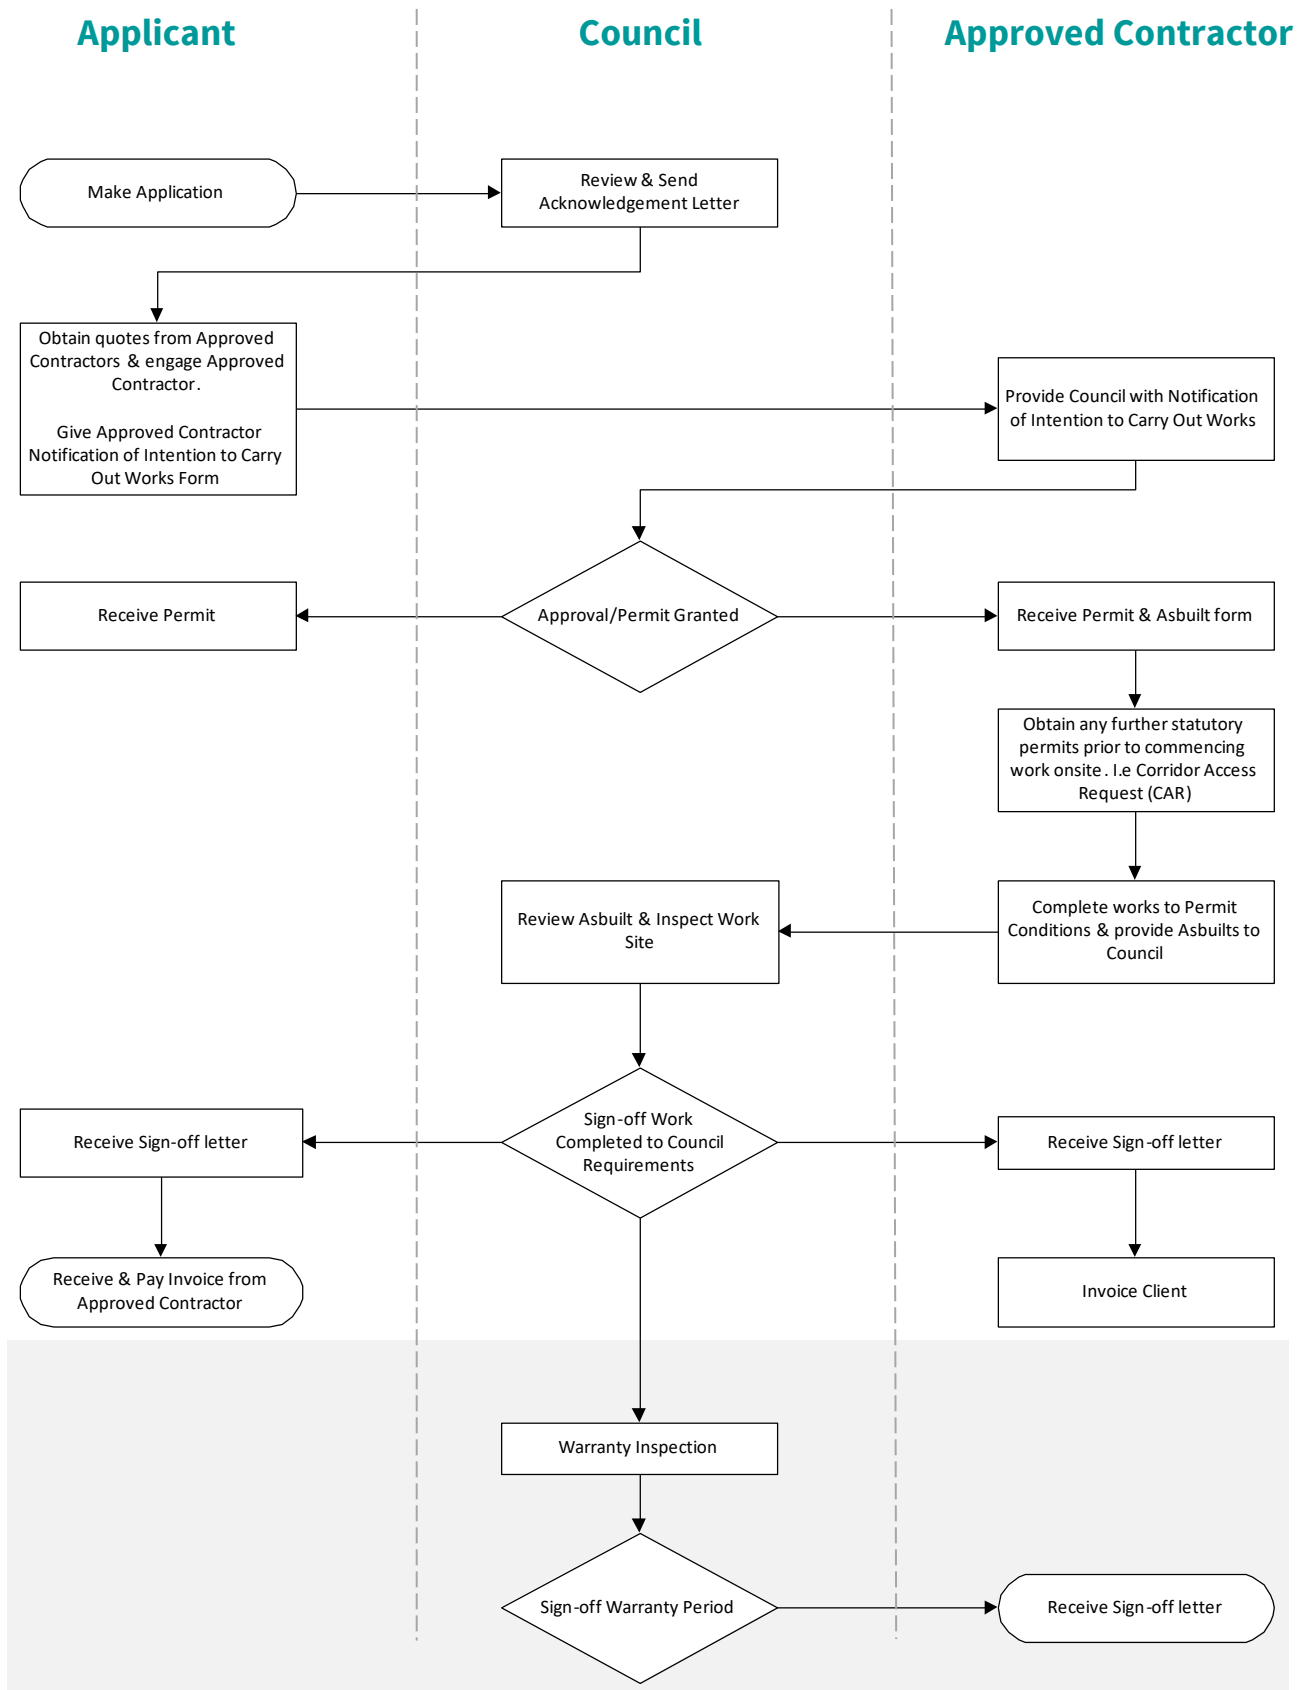 Applicant
Council
Approved Contractor
Make Application
Review & Send
Acknowledgement Letter
Obtain quotes from Approved
Contractors & engage Approved
Contractor.
Give Approved Contractor
Notification of Intention to Carry
Out Works Form
Provide Council with Notification
of Intention to Carry Out Works
Receive Permit
Approval/Permit Granted
Receive Permit & Asbuilt form
Obtain any further statutory
permits prior to commencing
work onsite. I.e Corridor Access
Request (CAR)
Review Asbuilt & Inspect Work
Site
Complete works to Permit
Conditions & provide Asbuilts to
Council
Receive Sign-off letter
Sign-off Work
Completed to Council
Requirements
Receive Sign-off letter
Receive & Pay Invoice from
Approved Contractor
Invoice Client
Warranty Inspection
Sign-off Warranty Period
Receive Sign-off letter